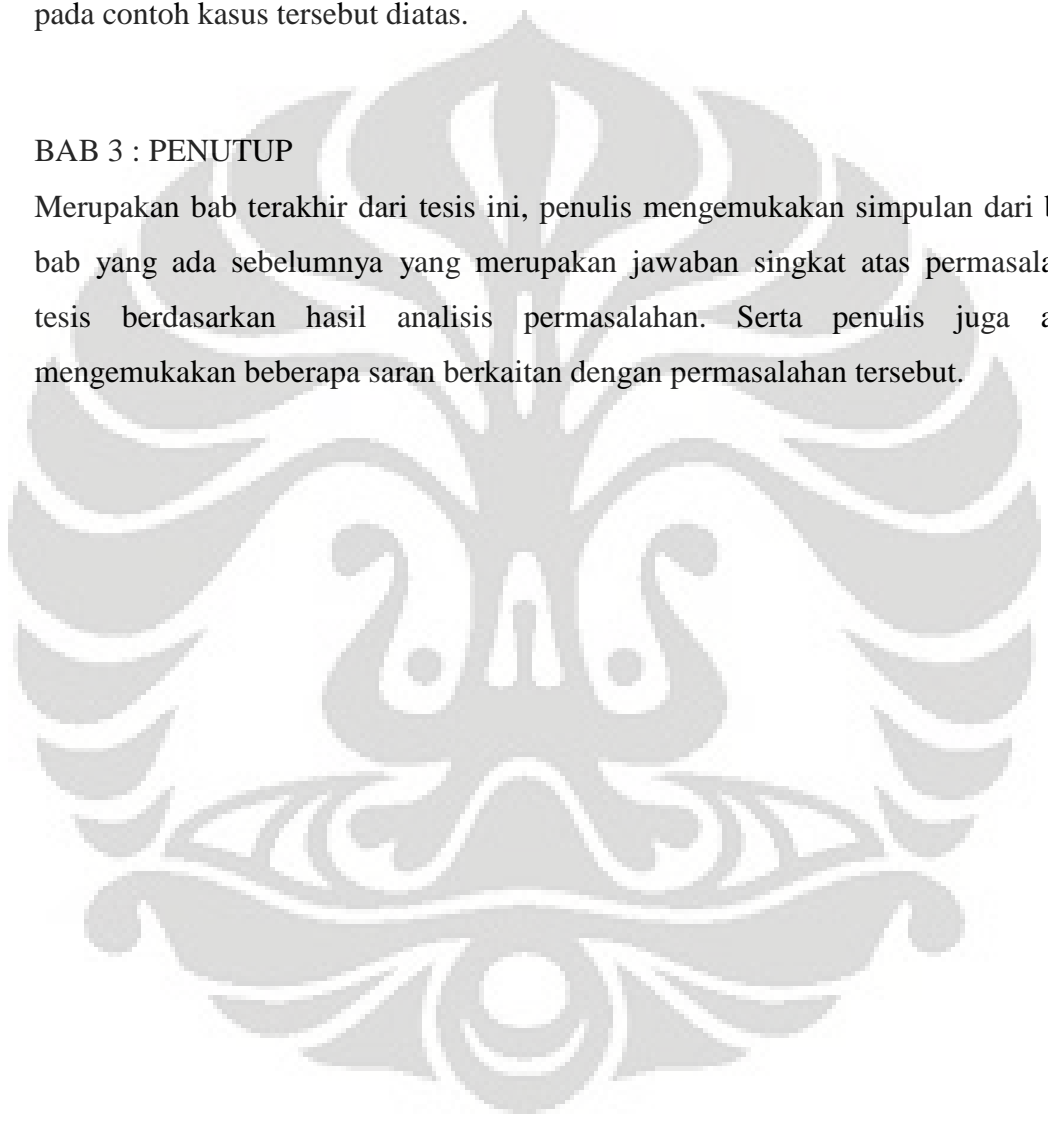 pada contoh kasus tersebut diatas.
BAB 3 : PENUTUP
Merupakan bab terakhir dari tesis ini, penulis mengemukakan simpulan dari
bab yang ada sebelumnya yang merupakan jawaban singkat atas
tesis berdasarkan hasil analisis permasalahan. Serta penulis juga
mengemukakan beberapa saran berkaitan dengan permasalahan tersebut.